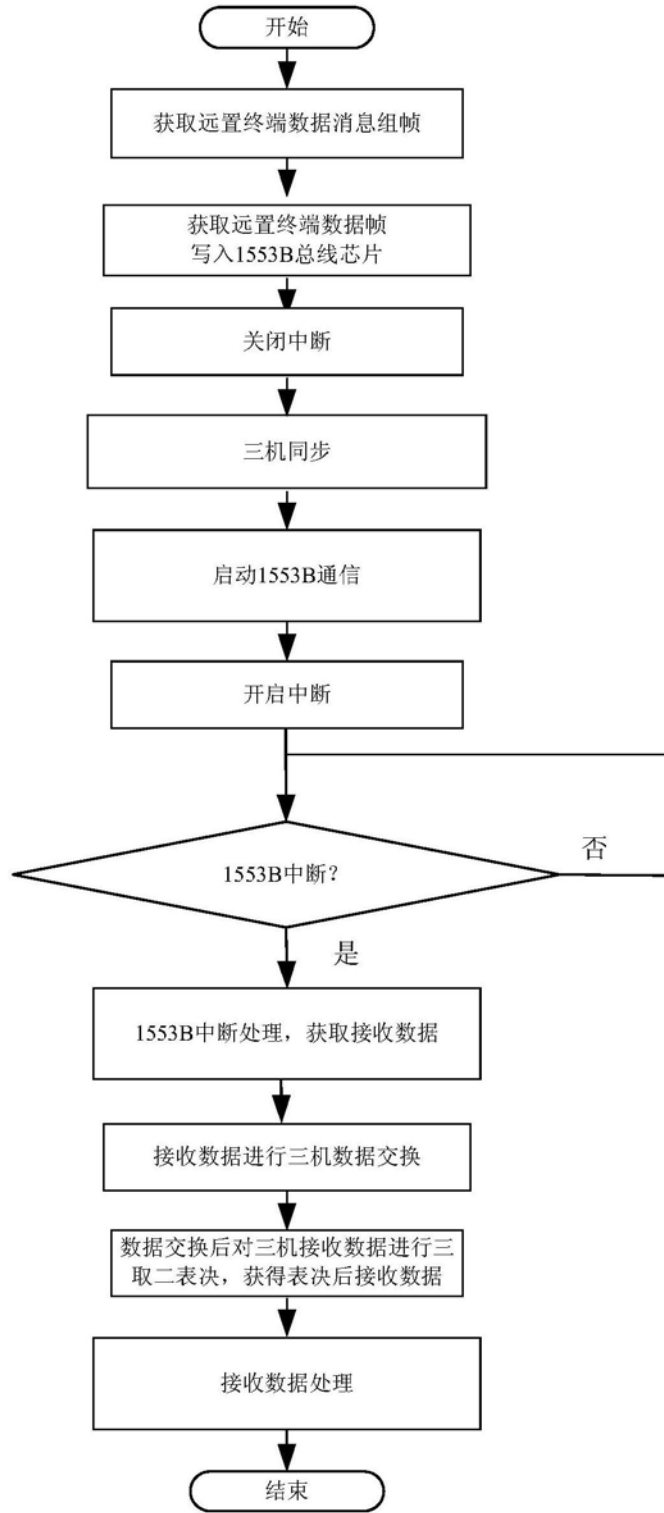 开始
获取远置终端数据消息组帧
获取远置终端数据帧
写入1553B总线芯片
关闭中断
三机同步
启动1553B通信
开启中断
1553B中断?
否
是
1553B中断处理，获取接收数据
接收数据进行三机数据交换
数据交换后对三机接收数据进行三
取二表决，获得表决后接收数据
接收数据处理
结束